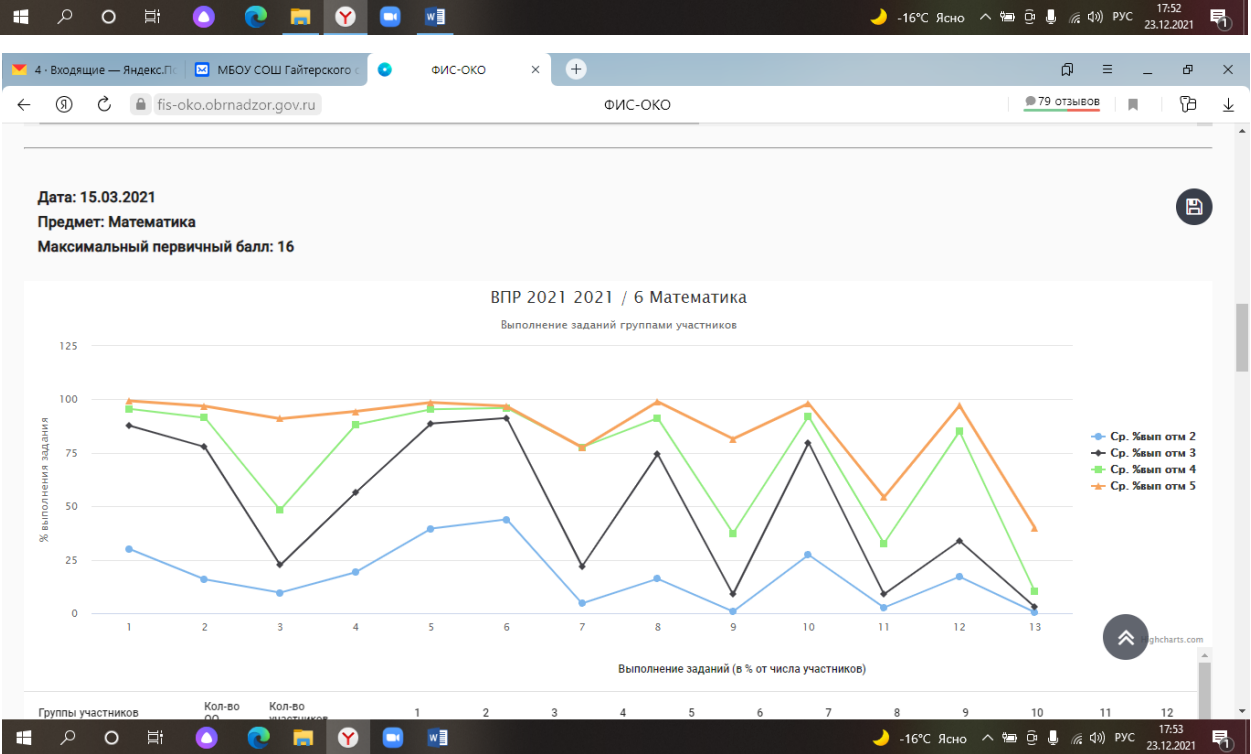 -16°C Ясно
РУС
17:52
23.12.2021
1
4 · Входящие — Яндекс.По
МБОУ СОШ Гайтерского с
ФИС-ОКО
fis-oko.obrnadzor.gov.ru
ФИС-ОКО
79 отзывов
Дата: 15.03.2021
Предмет: Математика
Максимальный первичный балл: 16
ВПР 2021 2021 / 6 Математика
Выполнение заданий группами участников
% выполнения задания
125
100
75
50
25
0
1 2 3 4 5 6 7 8 9 10 11 12 13
Ср. %вып отм 2
Ср. %вып отм 3
Ср. %вып отм 4
Ср. %вып отм 5
Highcharts.com
Выполнение заданий (в % от числа участников)
Группы участников
Кол-во
ОО
Кол-во
участников
1 2 3 4 5 6 7 8 9 10 11 12
-16°C Ясно
РУС
17:53
23.12.2021
1